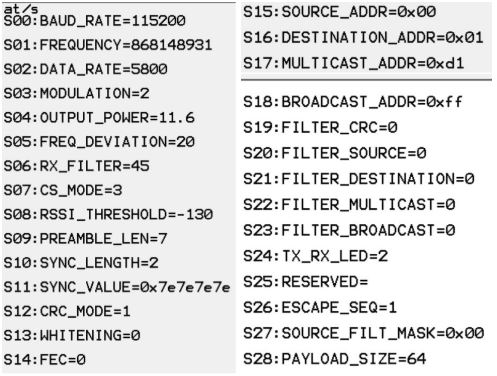 at/s
S00:BAUD_RATE=115200
S01:FREQUENCY=868148931
S02:DATA_RATE=5800
S03:MODULATION=2
S04:OUTPUT_POWER=11.6
S05:FREQ_DEVIATION=20
S06:RX_FILTER=45
S07:CS_MODE=3
S08:RSSI_THRESHOLD=-130
S09:PREAMBLE_LEN=7
S10:SYNC_LENGTH=2
S11:SYNC_VALUE=0x7e7e7e7e
S12:CRC_MODE=1
S13:WHITENING=0
S14:FEC=0
S15:SOURCE_ADDR=0x00
S16:DESTINATION_ADDR=0x01
S17:MULTICAST_ADDR=0xd1
S18:BROADCAST_ADDR=0xff
S19:FILTER_CRC=0
S20:FILTER_SOURCE=0
S21:FILTER_DESTINATION=0
S22:FILTER_MULTICAST=0
S23:FILTER_BROADCAST=0
S24:TX_RX_LED=2
S25:RESERVED=
S26:ESCAPE_SEQ=1
S27:SOURCE_FILT_MASK=0x00
S28:PAYLOAD_SIZE=64